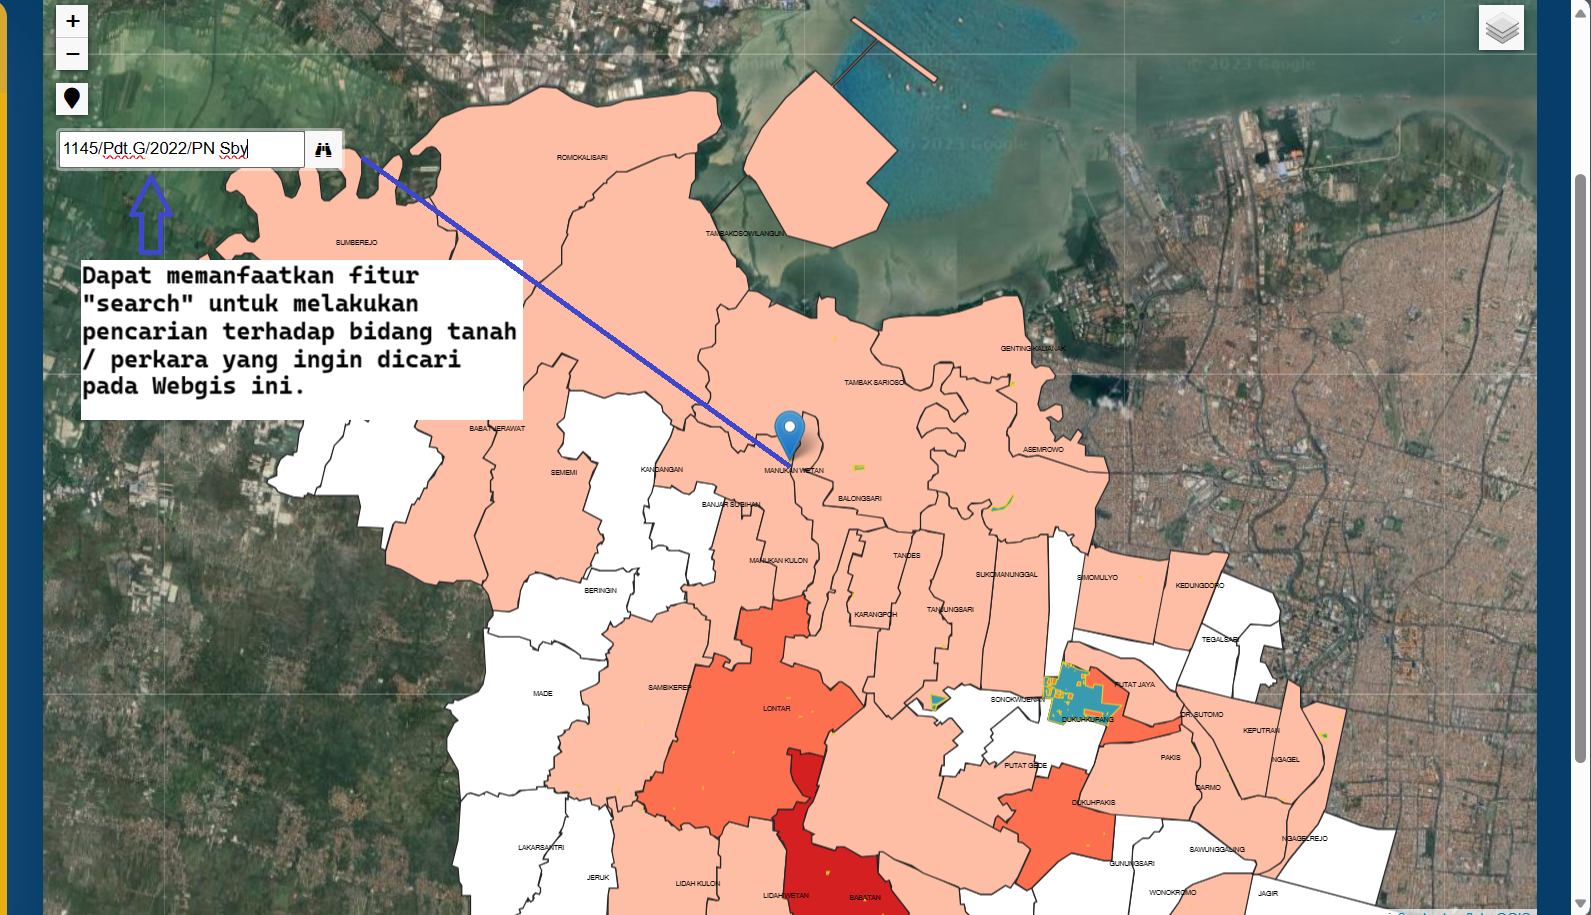 +
© 2023 Google
−
1145/Pdt.G/2022/PN Sby
© 2023 Google
ROMOKALISARI
TAMBAKOSOWILANGUN
SUMBEREJO
Dapat memanfaatkan fitur
"search" untuk melakukan
pencarian terhadap bidang tanah
/ perkara yang ingin dicari
pada Webgis ini.
GENTING KALIANAK
TAMBAK SARIOSO
BABAT JERAWAT
ASEMROWO
SEMEMI
KANDANGAN
MANUKAN WETAN
BALONGSARI
BANJAR SUGIHAN
TANDES
MANUKAN KULON
SUKOMANUNGGAL
SIMOMULYO
KEDUNGDORO
BERINGIN
KARANGPOH
TANJUNGSARI
TEGALSARI
MADE
SAMBIKEREP
LONTAR
SONOKWIJENAN
PUTAT JAYA
DUKUH KUPANG
DR. SUTOMO
KEPUTRAN
PUTAT GEDE
PAKIS
NGAGEL
DARMO
DUKUHPAKIS
NGAGELREJO
LAKARSANTRI
SAWUNGGALING
GUNUNGSARI
JERUK
LIDAH KULON
LIDAH WETAN
BABATAN
WONOKROMO
JAGIR